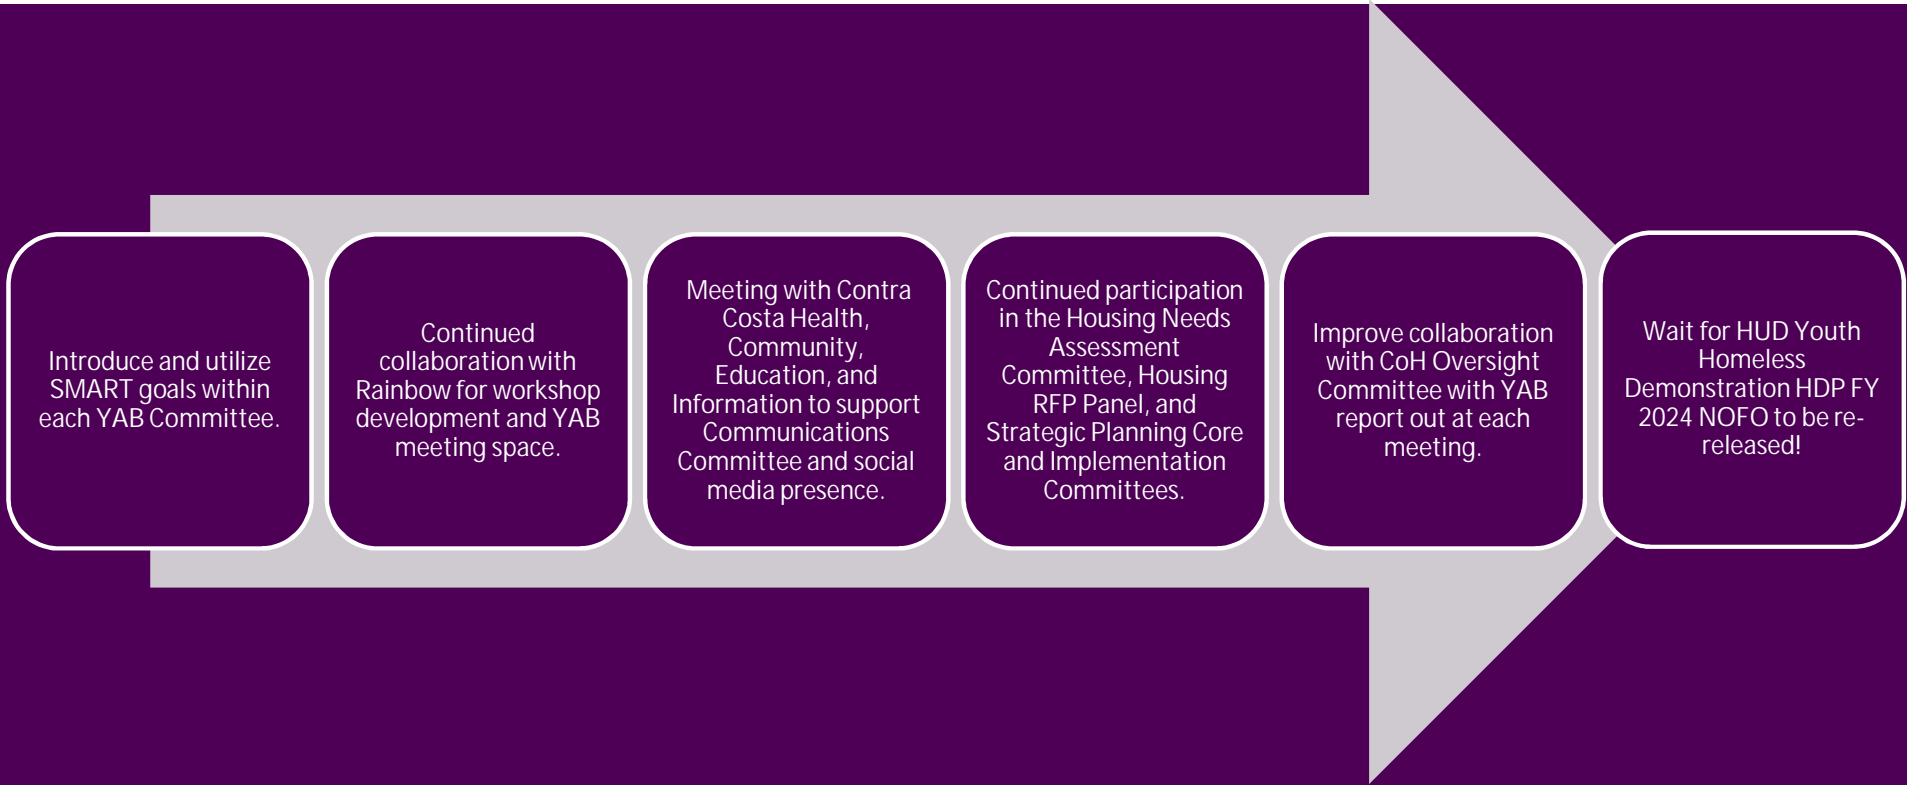 Introduce and utilize
SMART goals within
each YAB Committee.
Continued
collaboration with
Rainbow for workshop
development and YAB
meeting space.
Meeting with Contra
Costa Health,
Community,
Education, and
Information to support
Communications
Committee and social
media presence.
Continued participation
in the Housing Needs
Assessment
Committee, Housing
RFP Panel, and
Strategic Planning Core
and Implementation
Committees.
Improve collaboration
with CoH Oversight
Committee with YAB
report out at each
meeting.
Wait for HUD Youth
Homeless
Demonstration HDP FY
2024 NOFO to be re-
released!